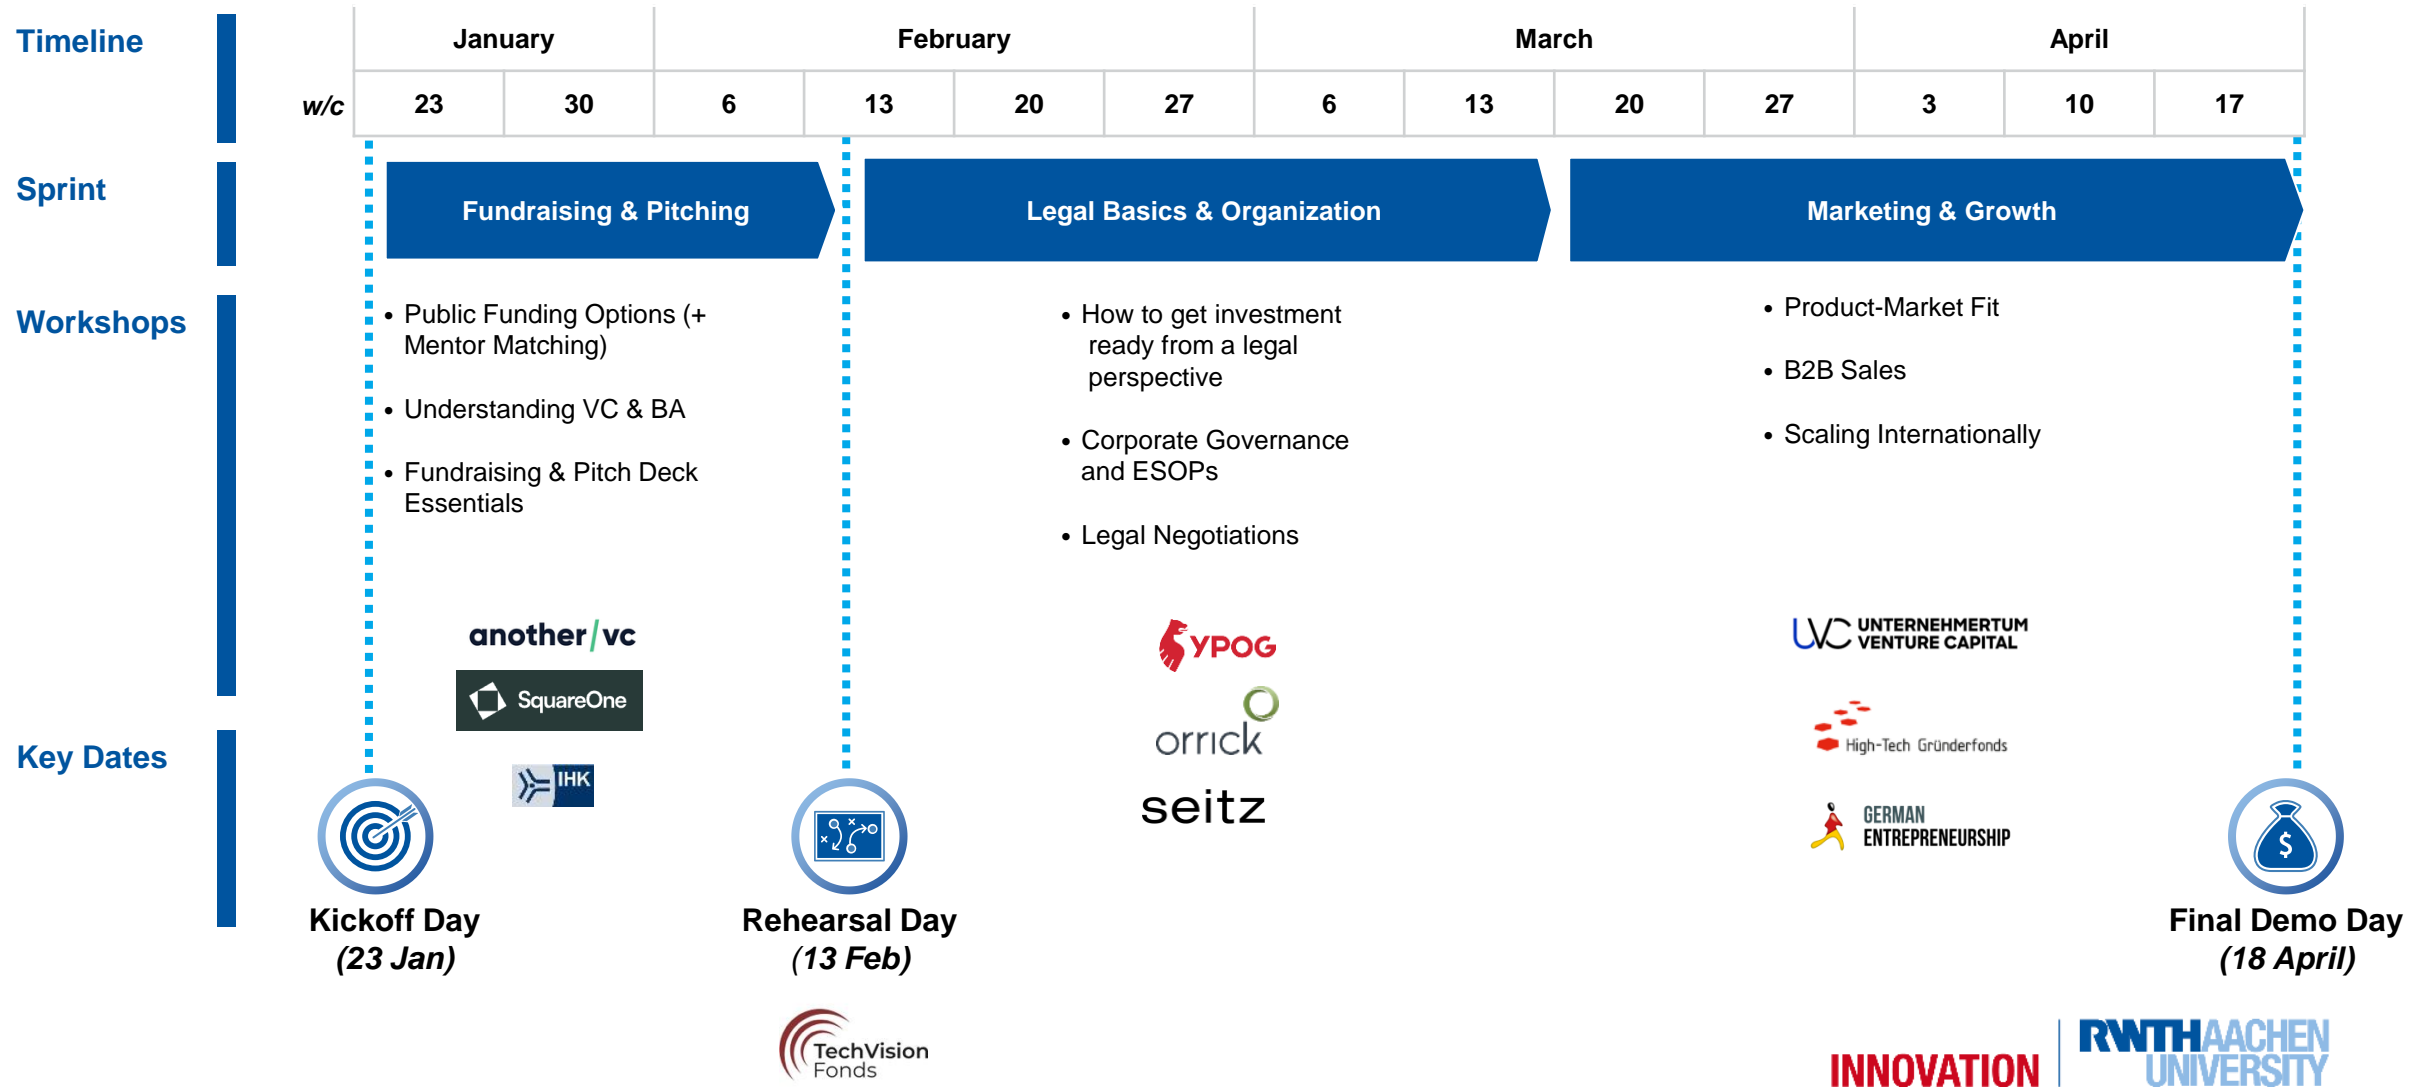 Timeline
January February March April
w/c 23 30 6 13 20 27 6 13 20 27 3 10 17
Sprint
Fundraising & Pitching
Legal Basics & Organization
Marketing & Growth
Workshops
• Public Funding Options (+
Mentor Matching)
• Understanding VC & BA
• Fundraising & Pitch Deck
Essentials
another/vc
SquareOne
IHK
• How to get investment
ready from a legal
perspective
• Corporate Governance
and ESOPs
• Legal Negotiations
YPOG
orrick
seitz
• Product-Market Fit
• B2B Sales
• Scaling Internationally
UVC UNTERNEHMERTUM
VENTURE CAPITAL
High-Tech Gründerfonds
GERMAN
ENTREPRENEURSHIP
Key Dates
Kickoff Day
(23 Jan)
Rehearsal Day
(13 Feb)
$
Final Demo Day
(18 April)
TechVision
Fonds
INNOVATION
RWTHAACHEN
UNIVERSITY